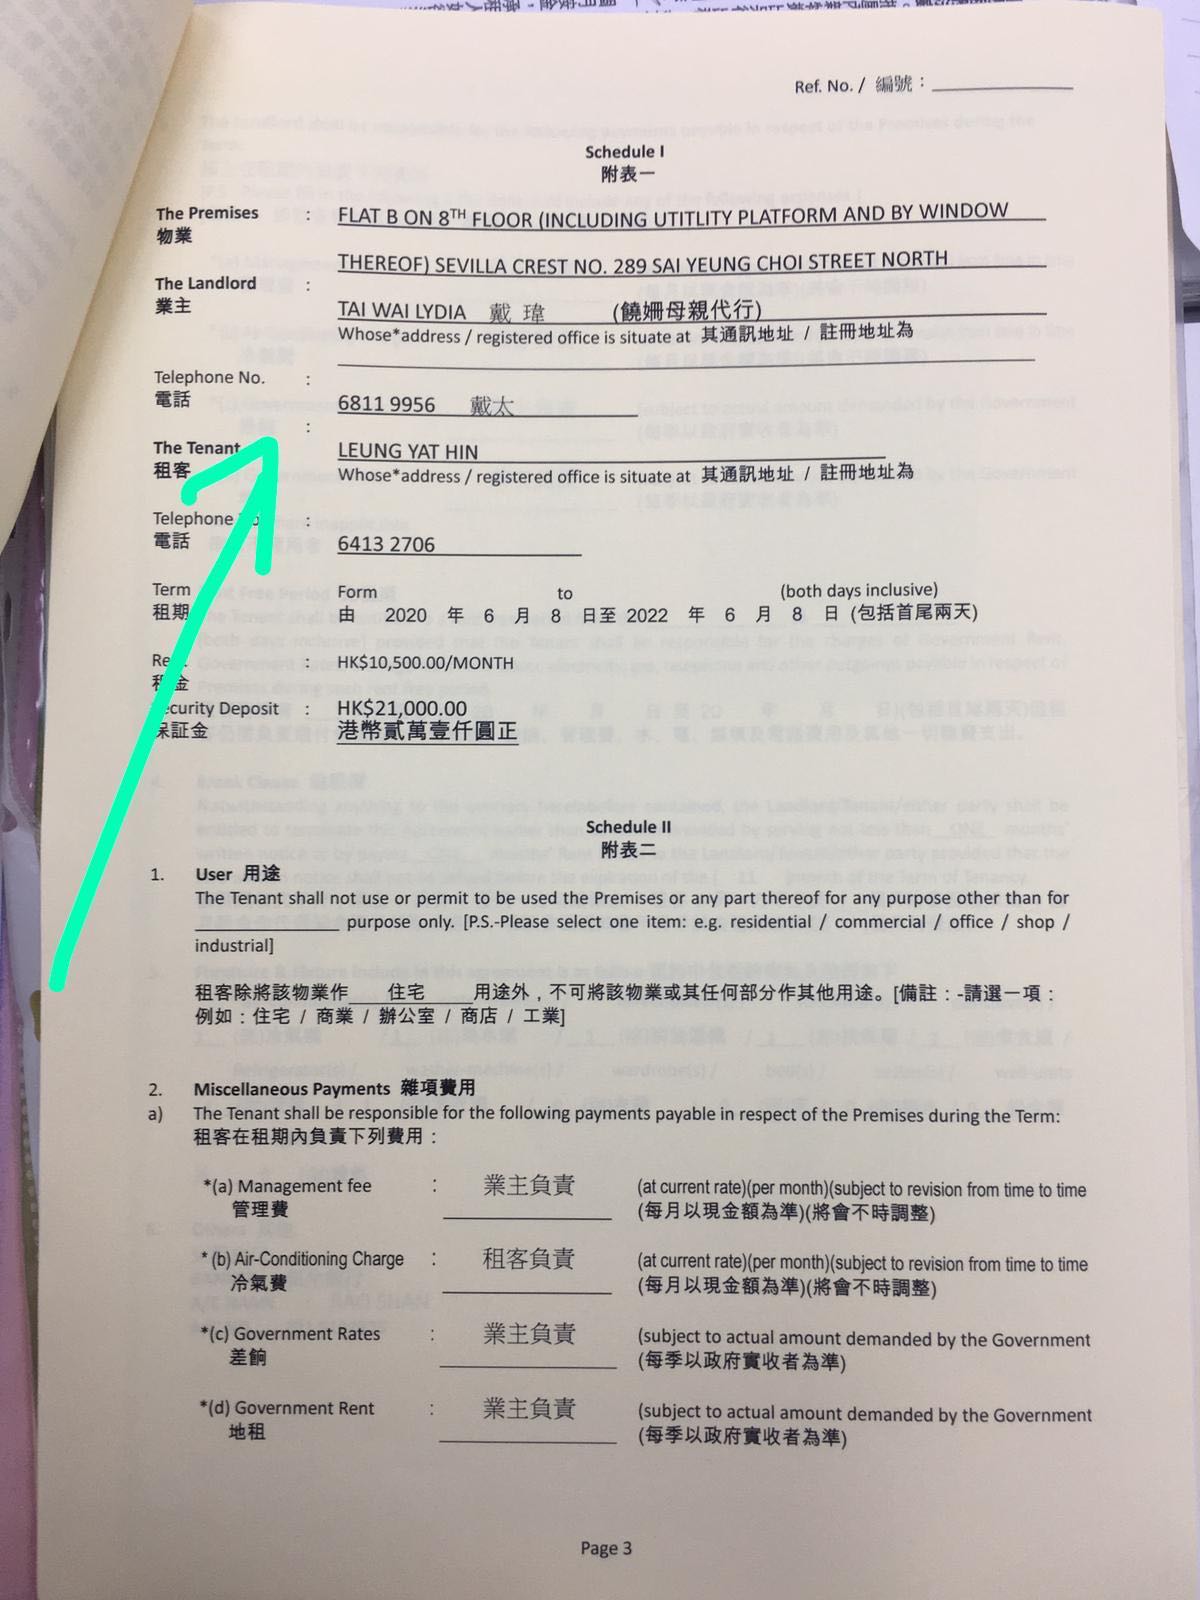 Ref. No. / 編號：
Schedule I
附表一
The Premises : FLAT B ON 8TH FLOOR (INCLUDING UTITLITY PLATFORM AND BY WINDOW
物業
THEREOF) SEVILLA CREST NO. 289 SAI YEUNG CHOI STREET NORTH
The Landlord :
業主 TAI WAI LYDIA 戴 瑋 (饒姍母親代行)
Whose*address / registered office is situate at 其通訊地址 / 註冊地址為
Telephone No. :
電話 6811 9956 戴太
:
The Tenant LEUNG YAT HIN
租客 Whose*address / registered office is situate at 其通訊地址 / 註冊地址為
Telephone :
電話 6413 2706
Term Form to (both days inclusive)
租期 由 2020 年 6 月 8 日至 2022 年 6 月 8 日 (包括首尾兩天)
: HK$10,500.00/MONTH
租金
Security Deposit : HK$21,000.00
保証金 港幣貳萬壹仟圓正
Schedule II
附表二
1. User 用途
The Tenant shall not use or permit to be used the Premises or any part thereof for any purpose other than for
purpose only. [P.S.-Please select one item: e.g. residential / commercial / office / shop /
industrial]
租客除將該物業作 住宅 用途外，不可將該物業或其任何部分作其他用途。[備註：-請選一項：
例如：住宅 / 商業 / 辦公室 / 商店 / 工業]
2. Miscellaneous Payments 雜項費用
a) The Tenant shall be responsible for the following payments payable in respect of the Premises during the Term:
租客在租期內負責下列費用：
*(a) Management fee : 業主負責 (at current rate)(per month)(subject to revision from time to time
管理費 (每月以現金額為準)(將會不時調整)
*(b) Air-Conditioning Charge : 租客負責 (at current rate)(per month)(subject to revision from time to time
冷氣費 (每月以現金額為準)(將會不時調整)
*(c) Government Rates : 業主負責 (subject to actual amount demanded by the Government
差餉 (每季以政府實收者為準)
*(d) Government Rent : 業主負責 (subject to actual amount demanded by the Government
地租 (每季以政府實收者為準)
Page 3